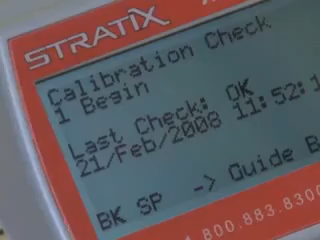 STRATIX
Calibration Check
1 Begin
Last Check: OK
21/Feb/2008 11:52:1
BK SP -> Guide B
1.800.883.8300